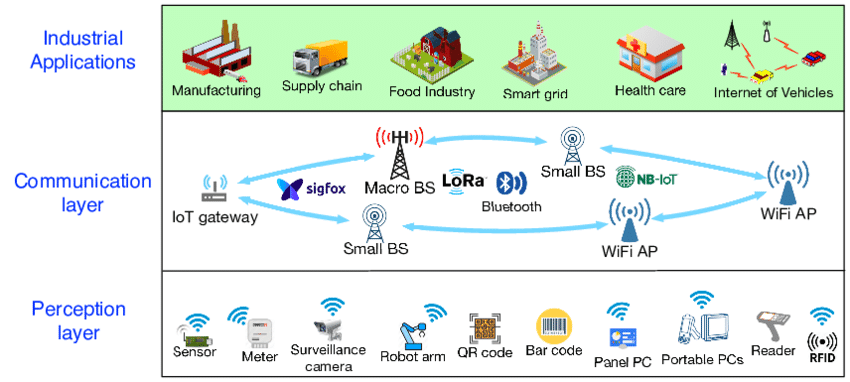 Industrial
Applications
Manufacturing
Supply chain
Food Industry
Smart grid
Health care
Internet of Vehicles
Communication
layer
IoT gateway
sigfox
Macro BS
LoRa
Bluetooth
Small BS
NB-IoT
WiFi AP
Small BS
WiFi AP
Perception
layer
Sensor
Meter
Surveillance
camera
Robot arm
QR code
Bar code
Panel PC
Portable PCs
Reader
RFID